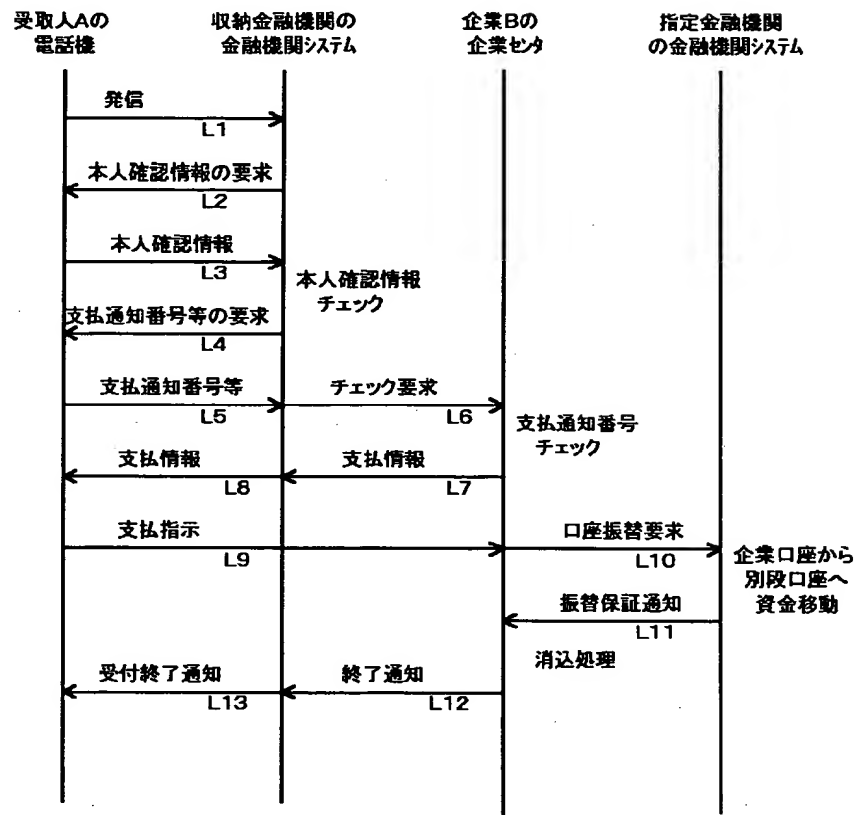 受取人Aの
電話機
収納金融機関の
金融機関システム
企業Bの
企業センタ
指定金融機関
の金融機関システム
発信
L1
本人確認情報の要求
L2
本人確認情報
L3
本人確認情報
チェック
支払通知番号等の要求
L4
支払通知番号等
L5
チェック要求
L6
支払通知番号
チェック
支払情報
L8
支払情報
L7
支払指示
L9
口座振替要求
L10
企業口座から
別段口座へ
資金移動
振替保証通知
L11
消込処理
受付終了通知
L13
終了通知
L12